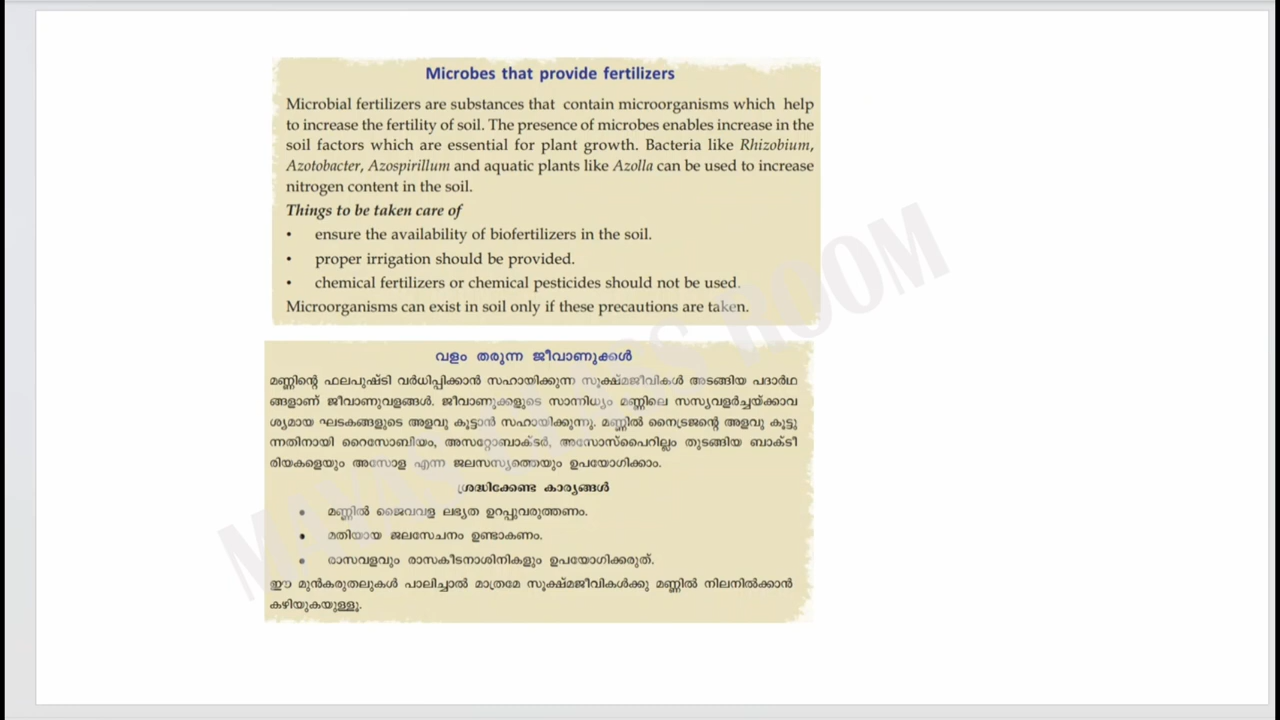 Microbes that provide fertilizers
Microbial fertilizers are substances that contain microorganisms which help
to increase the fertility of soil. The presence of microbes enables increase in the
soil factors which are essential for plant growth. Bacteria like Rhizobium,
Azotobacter, Azospirillum and aquatic plants like Azolla can be used to increase
nitrogen content in the soil.
Things to be taken care of
• ensure the availability of biofertilizers in the soil.
• proper irrigation should be provided.
• chemical fertilizers or chemical pesticides should not be used.
Microorganisms can exist in soil only if these precautions are taken.
വളം തരുന്ന ജീവാണുക്കൾ
മണ്ണിന്റെ ഫലപുഷ്ടി വർധിപ്പിക്കാൻ സഹായിക്കുന്ന സൂക്ഷ്മജീവികൾ അടങ്ങിയ പദാർഥ
ങ്ങളാണ് ജീവാണുവളങ്ങൾ. ജീവാണുക്കളുടെ സാന്നിധ്യം മണ്ണിലെ സസ്യവളർച്ചയ്ക്കാവ
ശ്യമായ ഘടകങ്ങളുടെ അളവു കൂട്ടാൻ സഹായിക്കുന്നു. മണ്ണിൽ നൈട്രജന്റെ അളവു കൂട്ടു
ന്നതിനായി റൈസോബിയം, അസറ്റോബാക്ടർ, അസോസ്പൈറില്ലം തുടങ്ങിയ ബാക്ടീ
രിയകളെയും അസോള എന്ന ജലസസ്യത്തെയും ഉപയോഗിക്കാം.
ശ്രദ്ധിക്കേണ്ട കാര്യങ്ങൾ
• മണ്ണിൽ ജൈവവള ലഭ്യത ഉറപ്പുവരുത്തണം.
• മതിയായ ജലസേചനം ഉണ്ടാകണം.
• രാസവളവും രാസകീടനാശിനികളും ഉപയോഗിക്കരുത്.
ഈ മുൻകരുതലുകൾ പാലിച്ചാൽ മാത്രമേ സൂക്ഷ്മജീവികൾക്കു മണ്ണിൽ നിലനിൽക്കാൻ
കഴിയുകയുള്ളൂ.
MAYAS CLASS ROOM